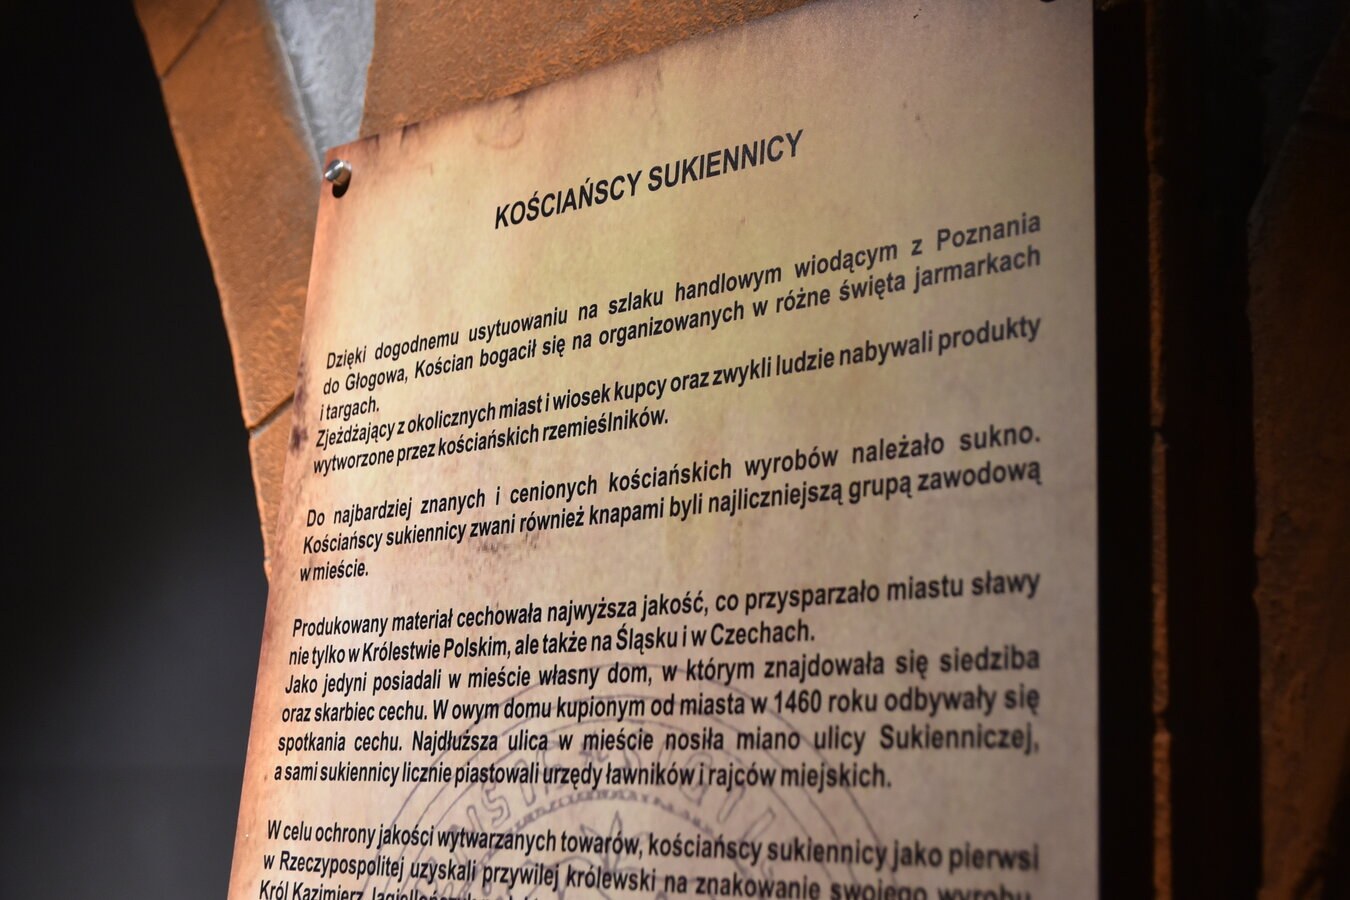 KOŚCIAŃSCY SUKIENNICY
Dzięki dogodnemu usytuowaniu na szlaku handlowym wiodącym z Poznania
do Głogowa, Kościan bogacił się na organizowanych w różne święta jarmarkach
i targach.
Zjeżdżający z okolicznych miast i wiosek kupcy oraz zwykli ludzie nabywali produkty
wytworzone przez kościańskich rzemieślników.
Do najbardziej znanych i cenionych kościańskich wyrobów należało sukno.
Kościańscy sukiennicy zwani również knapami byli najliczniejszą grupą zawodową
w mieście.
Produkowany materiał cechowała najwyższa jakość, co przysparzało miastu sławy
nie tylko w Królestwie Polskim, ale także na Śląsku i w Czechach.
Jako jedyni posiadali w mieście własny dom, w którym znajdowała się siedziba
oraz skarbiec cechu. W owym domu kupionym od miasta w 1460 roku odbywały się
spotkania cechu. Najdłuższa ulica w mieście nosiła miano ulicy Sukienniczej,
a sami sukiennicy licznie piastowali urzędy ławników i rajców miejskich.
W celu ochrony jakości wytwarzanych towarów, kościańscy sukiennicy jako pierwsi
w Rzeczypospolitej uzyskali przywilej królewski na znakowanie swojego wyrobu.
Król Kazimierz